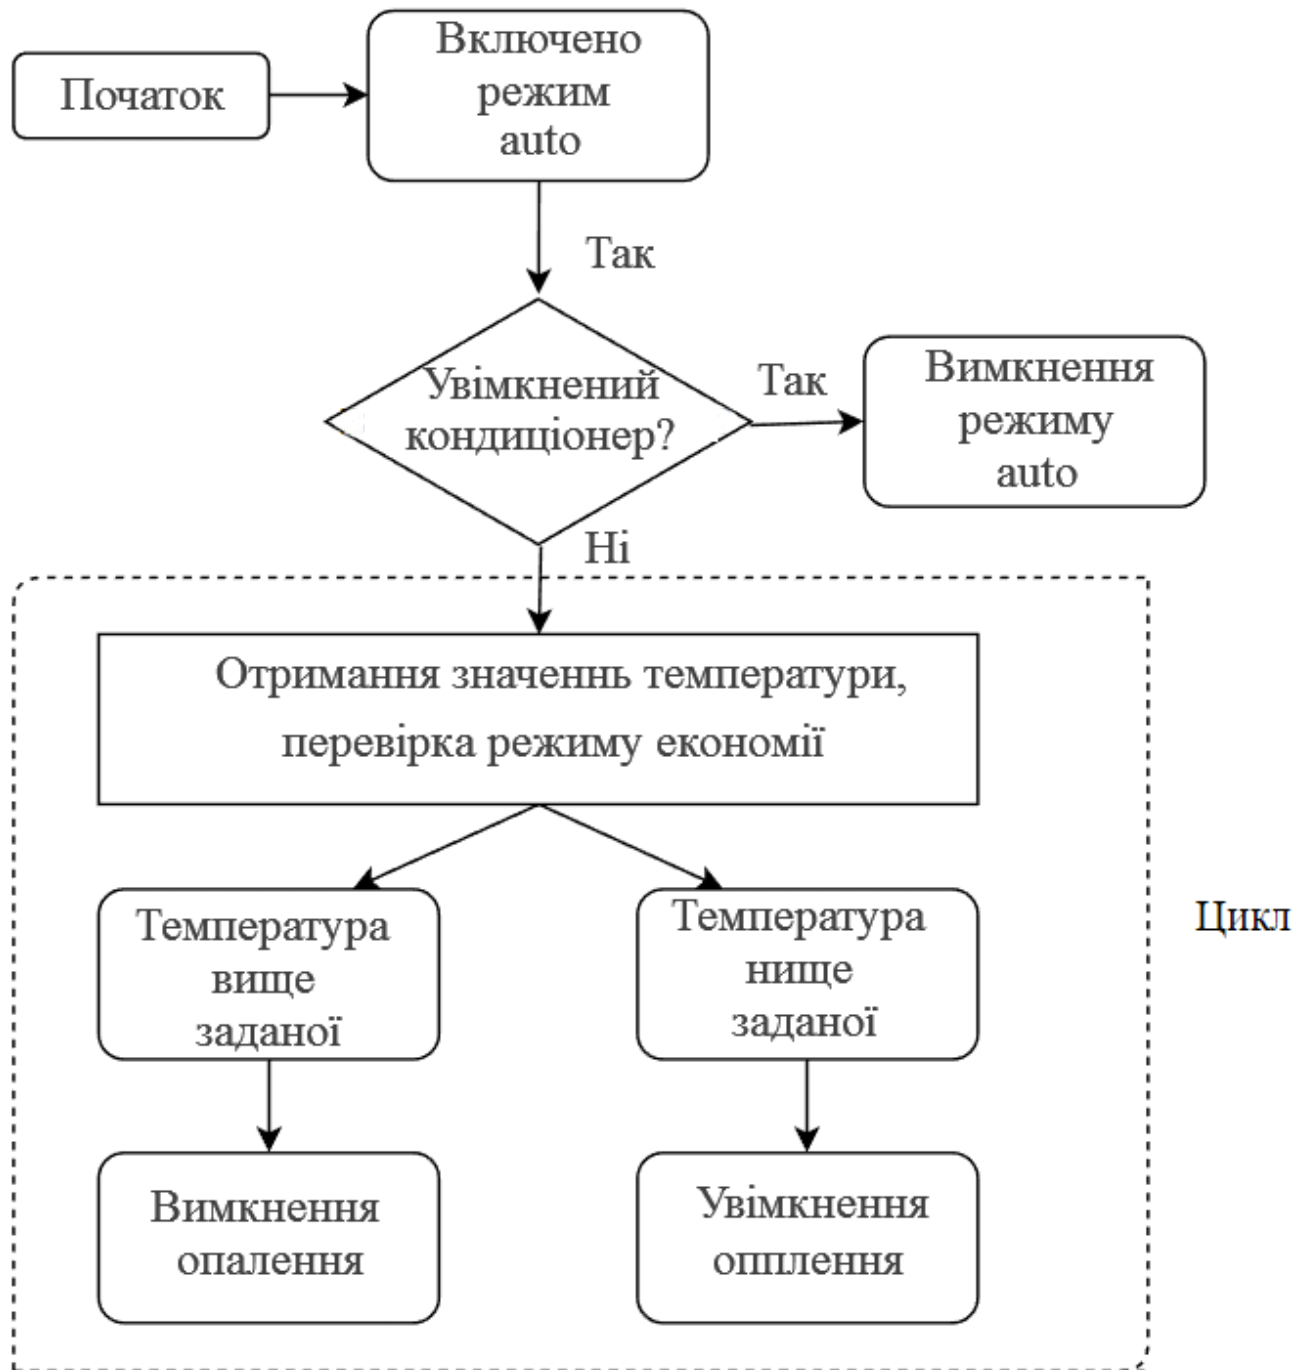 Початок
Включено
режим
auto
Так
Увімкнений
кондиціонер?
Так
Вимкнення
режиму
auto
Ні
Отримання значеннь температури,
перевірка режиму економії
Температура
вище
заданої
Температура
нище
заданої
Цикл
Вимкнення
опалення
Увімкнення
опплення